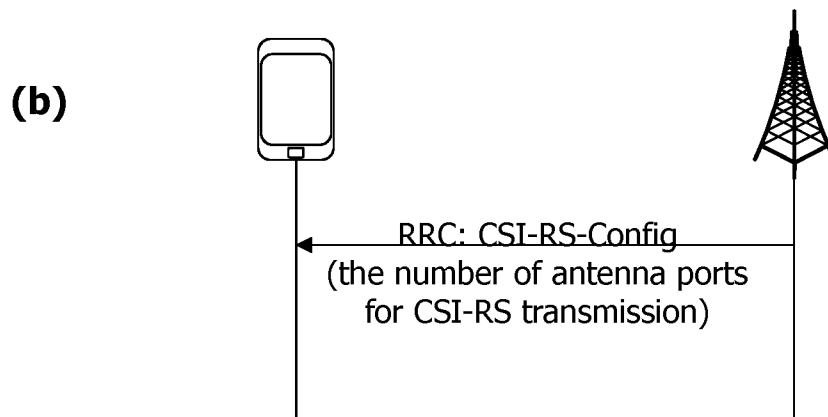 (b)
RRC: CSI-RS-Config
(the number of antenna ports
for CSI-RS transmission)